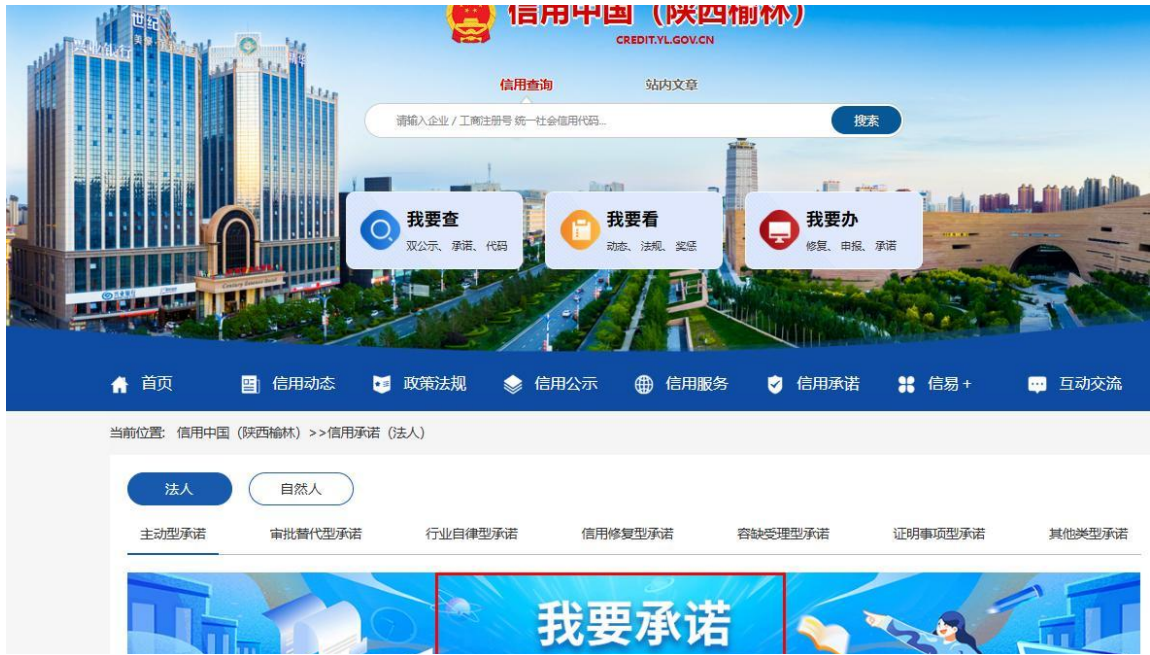 信用中国（陕西榆林）
CREDIT.YL.GOV.CN
信用查询 站内文章
请输入企业 / 工商注册号 统一社会信用代码... 搜索
我要查 我要看 我要办
双公示、承诺、代码 动态、法规、奖惩 修复、申报、承诺
首页 信用动态 政策法规 信用公示 信用服务 信用承诺 信易+ 互动交流
当前位置: 信用中国（陕西榆林）>>信用承诺（法人）
法人 自然人
主动型承诺 审批替代型承诺 行业自律型承诺 信用修复型承诺 容缺受理型承诺 证明事项型承诺 其他类型承诺
我要承诺